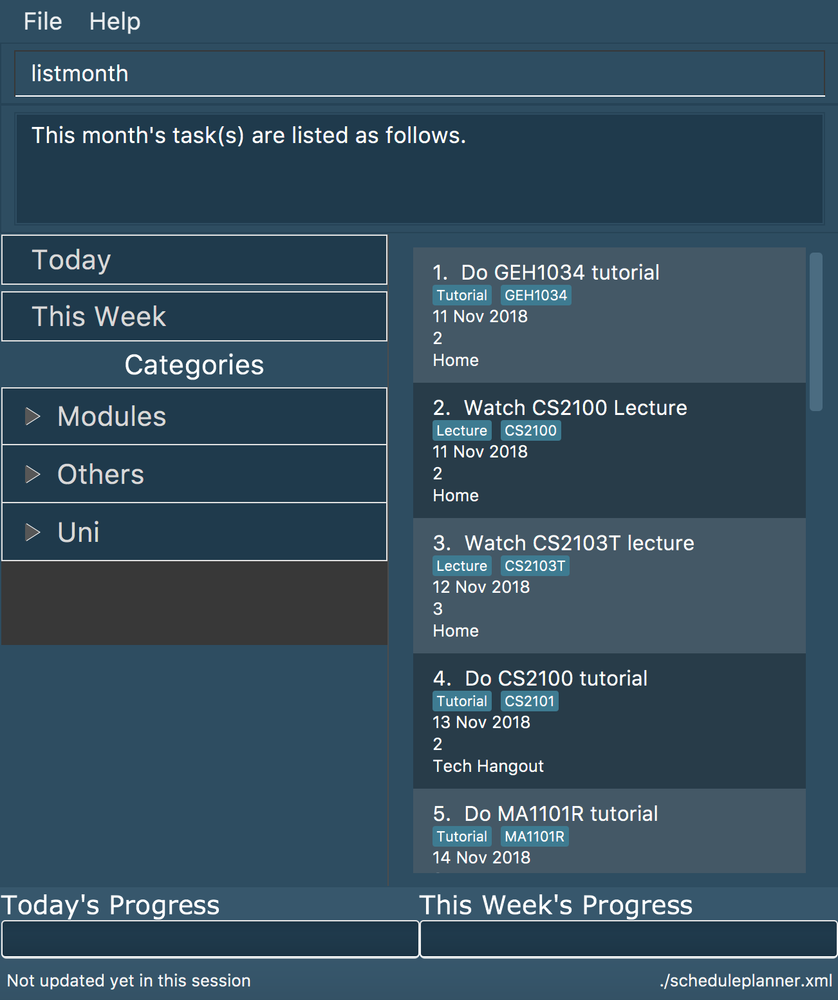 File Help
listmonth
This month's task(s) are listed as follows.
Today
This Week
Categories
Modules
Others
Uni
1. Do GEH1034 tutorial
Tutorial GEH1034
11 Nov 2018
2
Home
2. Watch CS2100 Lecture
Lecture CS2100
11 Nov 2018
2
Home
3. Watch CS2103T lecture
Lecture CS2103T
12 Nov 2018
3
Home
4. Do CS2100 tutorial
Tutorial CS2101
13 Nov 2018
2
Tech Hangout
5. Do MA1101R tutorial
Tutorial MA1101R
14 Nov 2018
Today's Progress
This Week's Progress
Not updated yet in this session
./scheduleplanner.xml